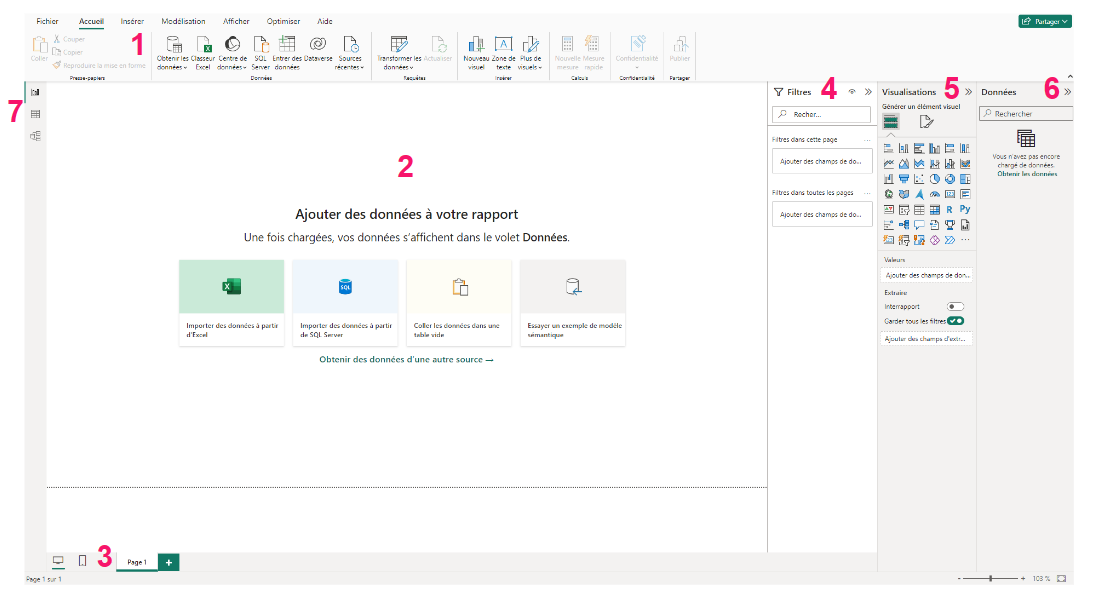 Fichier Accueil Insérer Modélisation Afficher Optimiser Aide Partager
1
Coller
Couper
Copier
Reproduire la mise en forme
Presse-papiers
Obtenir les données
Classeur Excel
Centre de données
SQL Server
Entrer des données
Dataverse
Sources récentes
Données
Transformer les données
Actualiser
Requêtes
Nouveau visuel
Zone de texte
Plus de visuels
Insérer
Nouvelle mesure
Mesure rapide
Calculs
Confidentialité
Confidentialité
Publier
Partager
7
2
Ajouter des données à votre rapport
Une fois chargées, vos données s'affichent dans le volet Données.
SQL
Importer des données à partir
d'Excel
Importer des données à partir
de SQL Server
Coller les données dans une
table vide
Essayer un exemple de modèle
sémantique
Obtenir des données d'une autre source →
Filtres 4
Recher...
Filtres dans cette page ...
Ajouter des champs de do...
Filtres dans toutes les pages ...
Ajouter des champs de do...
Visualisations 5
Générer un élément visuel
123
R Py
...
Valeurs
Ajouter des champs de don...
Extraire
Interrapport
Garder tous les filtres
Ajouter des champs d'extr...
Données 6
Rechercher
Vous n'avez pas encore
chargé de données.
Obtenir les données
3
Page 1 +
Page 1 sur 1
- + 103 %